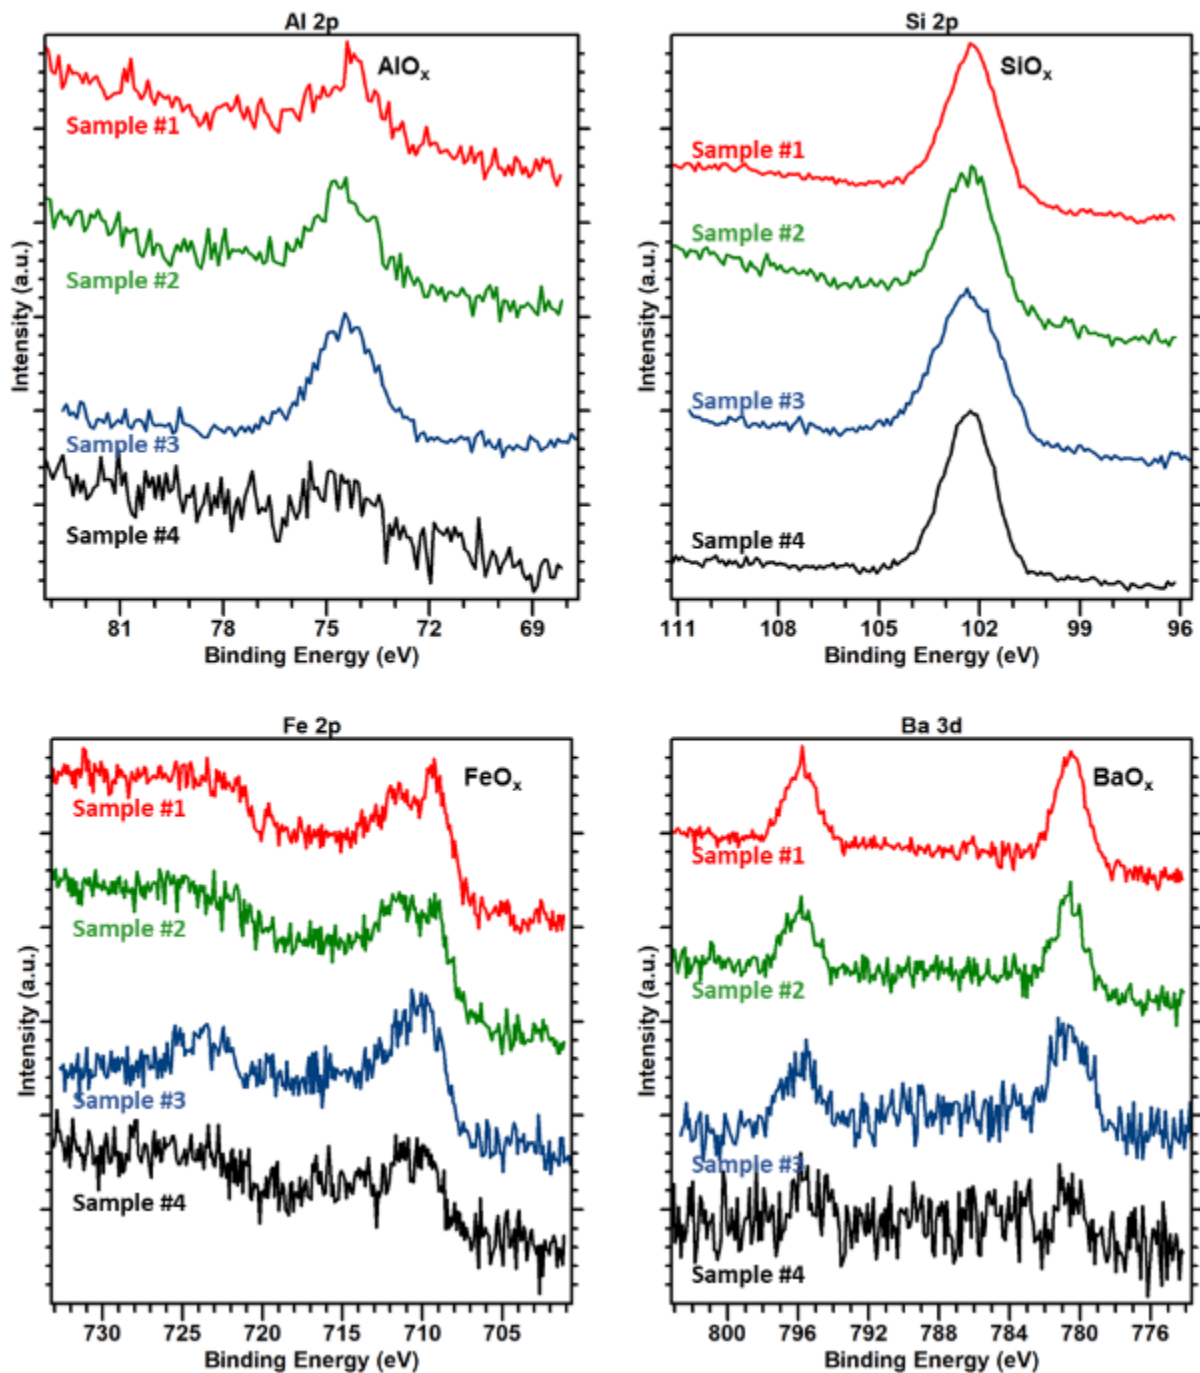 Al 2p
AlOₓ
Sample #1
Sample #2
Sample #3
Sample #4
Intensity (a.u.)
81 78 75 72 69
Binding Energy (eV)
Si 2p
SiOₓ
Sample #1
Sample #2
Sample #3
Sample #4
Intensity (a.u.)
111 108 105 102 99 96
Binding Energy (eV)
Fe 2p
FeOₓ
Sample #1
Sample #2
Sample #3
Sample #4
Intensity (a.u.)
730 725 720 715 710 705
Binding Energy (eV)
Ba 3d
BaOₓ
Sample #1
Sample #2
Sample #3
Sample #4
Intensity (a.u.)
800 796 792 788 784 780 776
Binding Energy (eV)